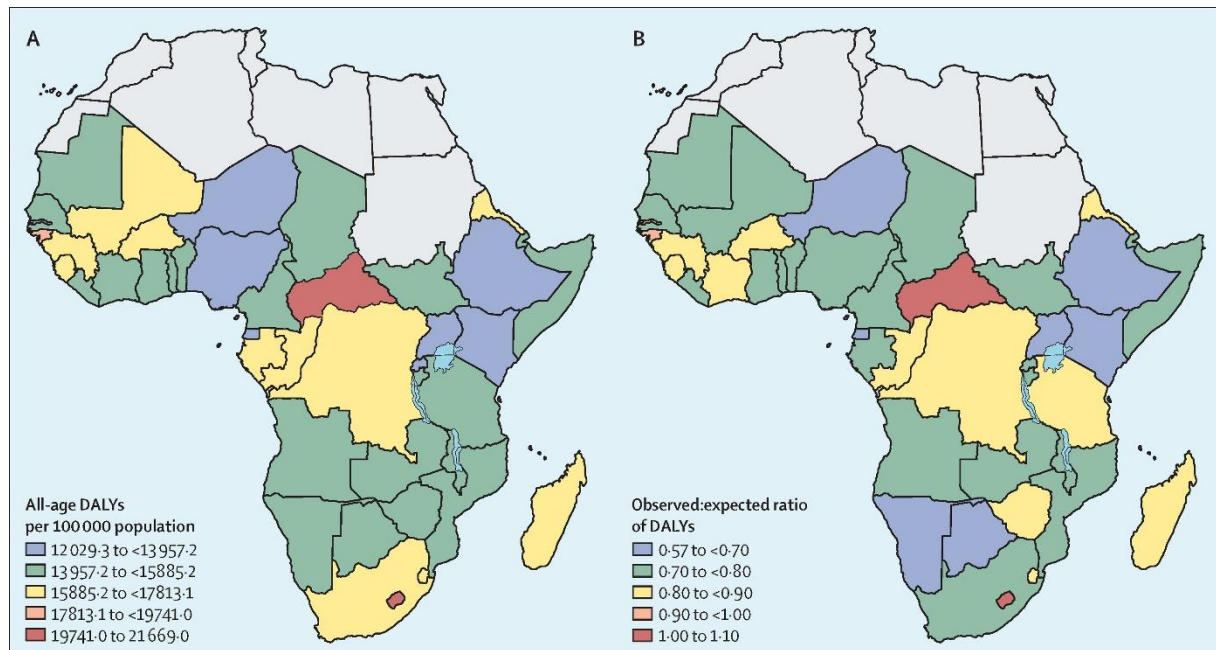 A
All-age DALYs
per 100 000 population
12 029·3 to <13 957·2
13 957·2 to <15 885·2
15 885·2 to <17 813·1
17 813·1 to <19 741·0
19 741·0 to 21 669·0
B
Observed:expected ratio
of DALYs
0·57 to <0·70
0·70 to <0·80
0·80 to <0·90
0·90 to <1·00
1·00 to 1·10